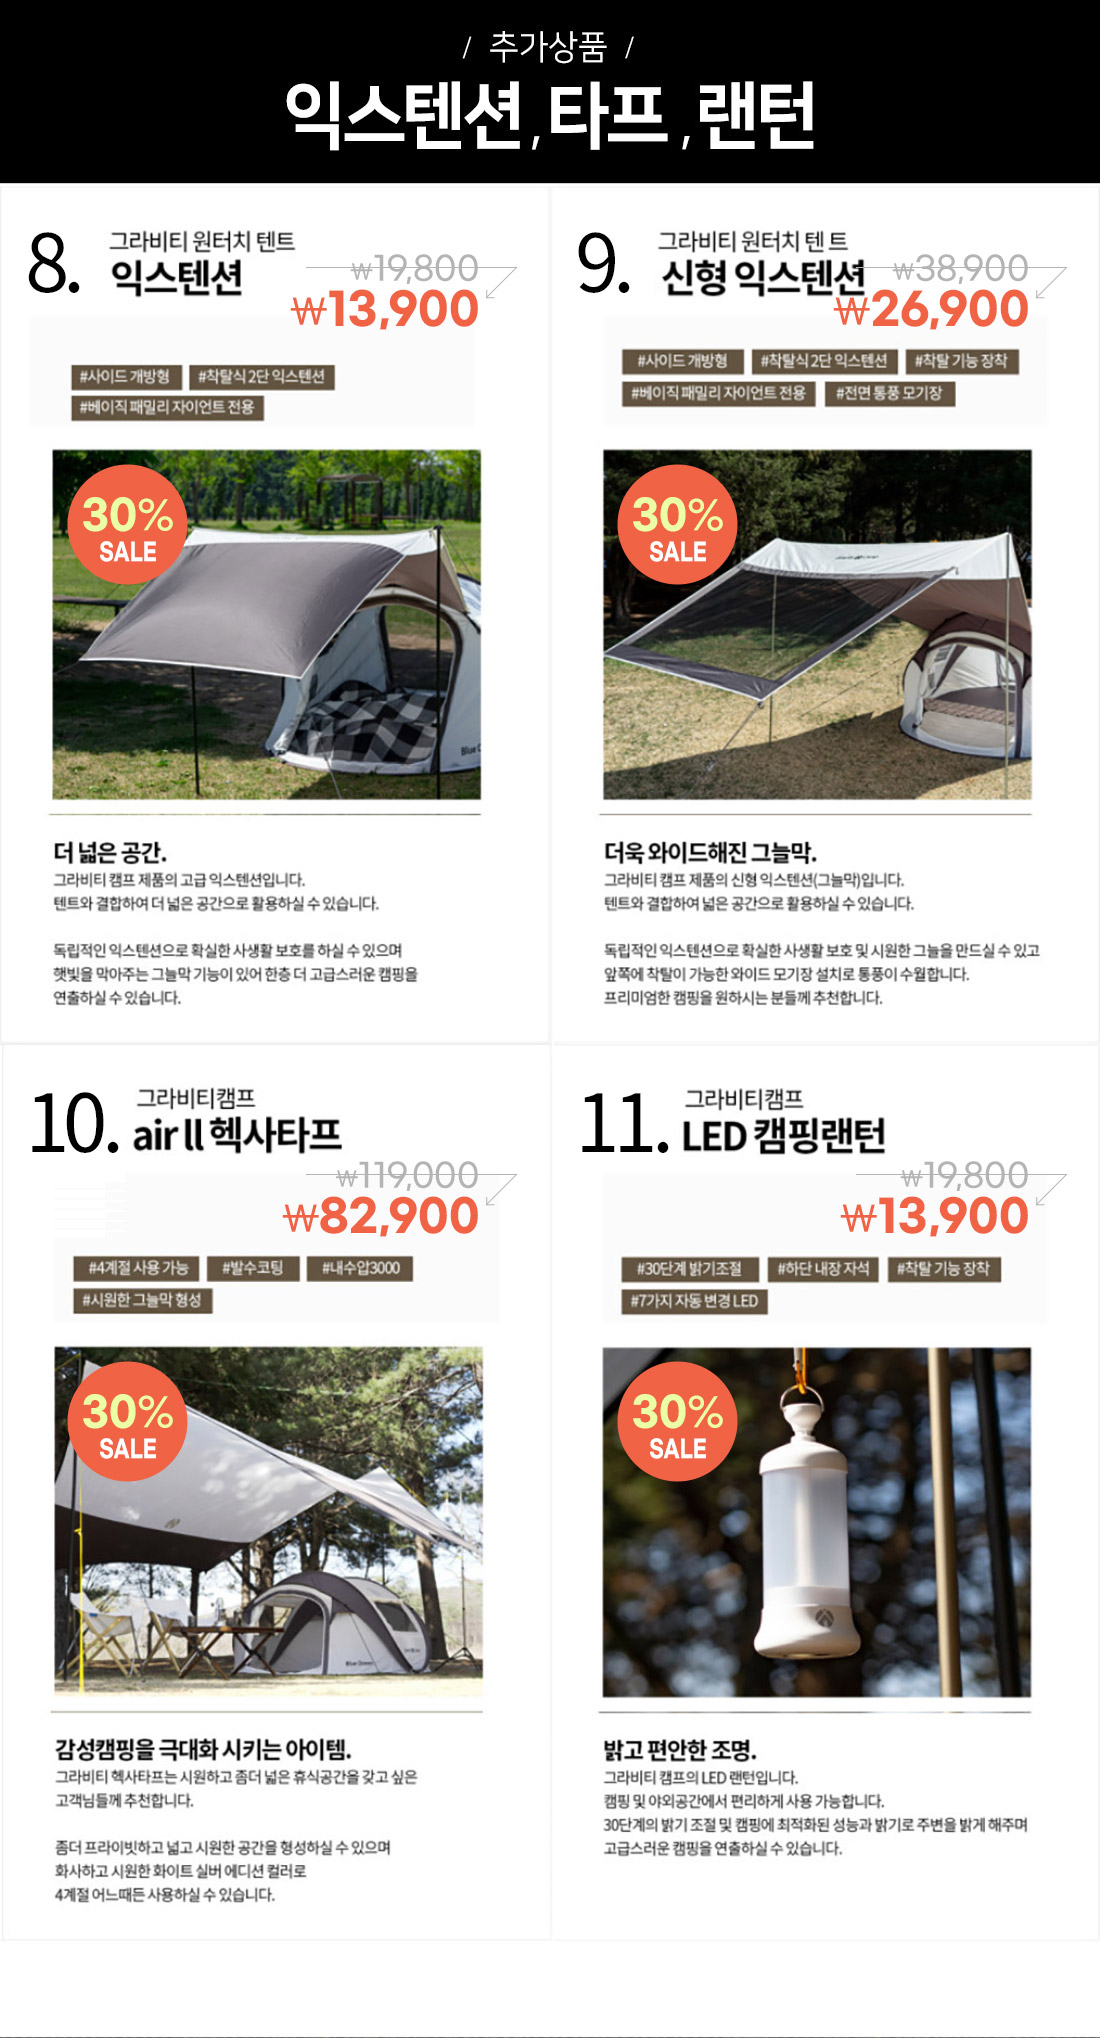 / 추가상품 /
익스텐션, 타프, 랜턴
8.
그라비티 원터치 텐트
익스텐션
₩19,800
₩13,900
#사이드 개방형 #착탈식 2단 익스텐션
#베이직 패밀리 자이언트 전용
30%
SALE
Blue
더 넓은 공간.
그라비티 캠프 제품의 고급 익스텐션입니다.
텐트와 결합하여 더 넓은 공간으로 활용하실 수 있습니다.
독립적인 익스텐션으로 확실한 사생활 보호를 하실 수 있으며
햇빛을 막아주는 그늘막 기능이 있어 한층 더 고급스러운 캠핑을
연출하실 수 있습니다.
9.
그라비티 원터치 텐 트
신형 익스텐션
₩38,900
₩26,900
#사이드 개방형 #착탈식 2단 익스텐션 #착탈 기능 장착
#베이직 패밀리 자이언트 전용 #전면 통풍 모기장
30%
SALE
더욱 와이드해진 그늘막.
그라비티 캠프 제품의 신형 익스텐션(그늘막)입니다.
텐트와 결합하여 넓은 공간으로 활용하실 수 있습니다.
독립적인 익스텐션으로 확실한 사생활 보호 및 시원한 그늘을 만드실 수 있고
앞쪽에 착탈이 가능한 와이드 모기장 설치로 통풍이 수월합니다.
프리미엄한 캠핑을 원하시는 분들께 추천합니다.
10.
그라비티캠프
air ll 헥사타프
₩119,000
₩82,900
#4계절 사용 가능 #발수코팅 #내수압3000
#시원한 그늘막 형성
30%
SALE
감성캠핑을 극대화 시키는 아이템.
그라비티 헥사타프는 시원하고 좀더 넓은 휴식공간을 갖고 싶은
고객님들께 추천합니다.
좀더 프라이빗하고 넓고 시원한 공간을 형성하실 수 있으며
화사하고 시원한 화이트 실버 에디션 컬러로
4계절 어느때든 사용하실 수 있습니다.
11.
그라비티캠프
LED 캠핑랜턴
₩19,800
₩13,900
#30단계 밝기조절 #하단 내장 자석 #착탈 기능 장착
#7가지 자동 변경 LED
30%
SALE
밝고 편안한 조명.
그라비티 캠프의 LED 랜턴입니다.
캠핑 및 야외공간에서 편리하게 사용 가능합니다.
30단계의 밝기 조절 및 캠핑에 최적화된 성능과 밝기로 주변을 밝게 해주며
고급스러운 캠핑을 연출하실 수 있습니다.